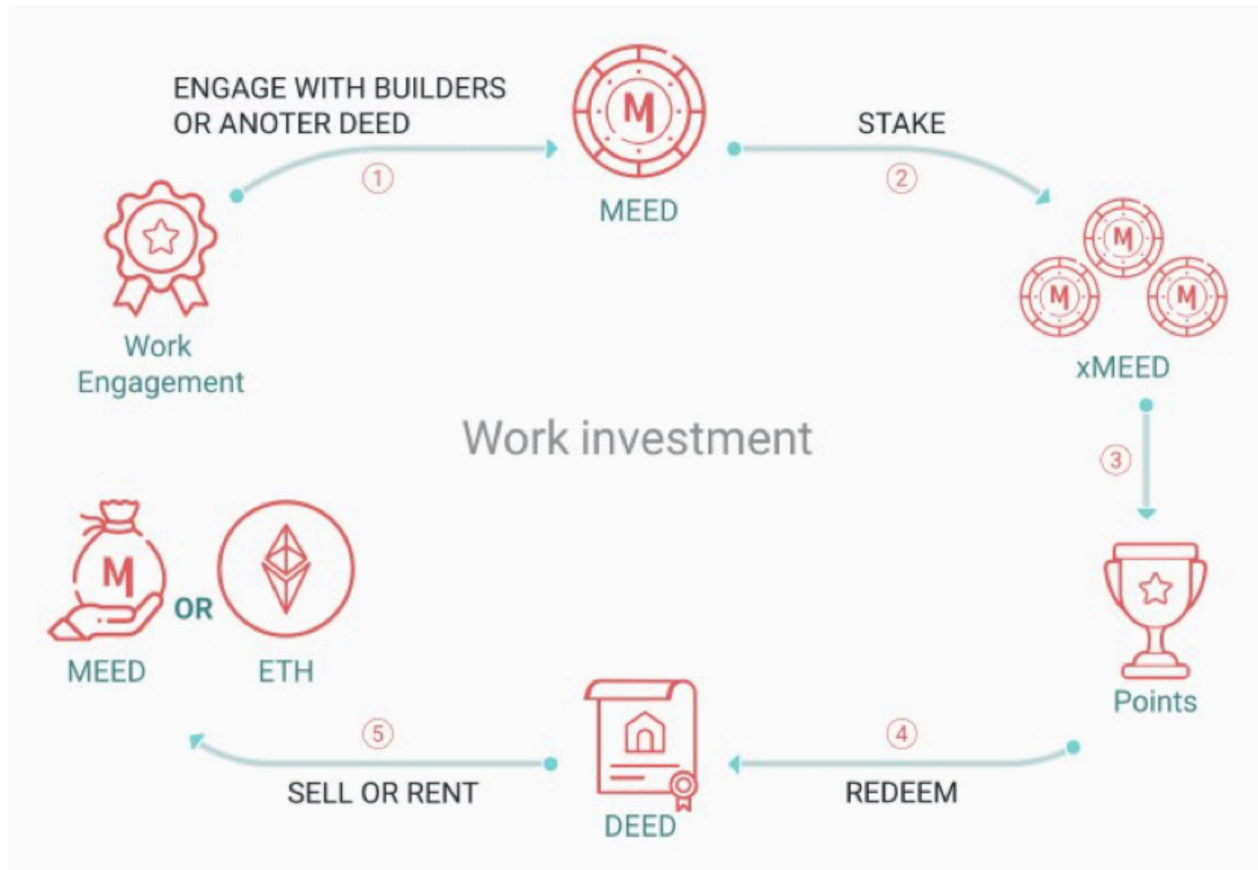 ENGAGE WITH BUILDERS
OR ANOTER DEED
①
M
MEED
STAKE
②
M
M
M
xMEED
Work
Engagement
Work investment
③
M
OR
MEED
ETH
Points
⑤
SELL OR RENT
④
REDEEM
DEED